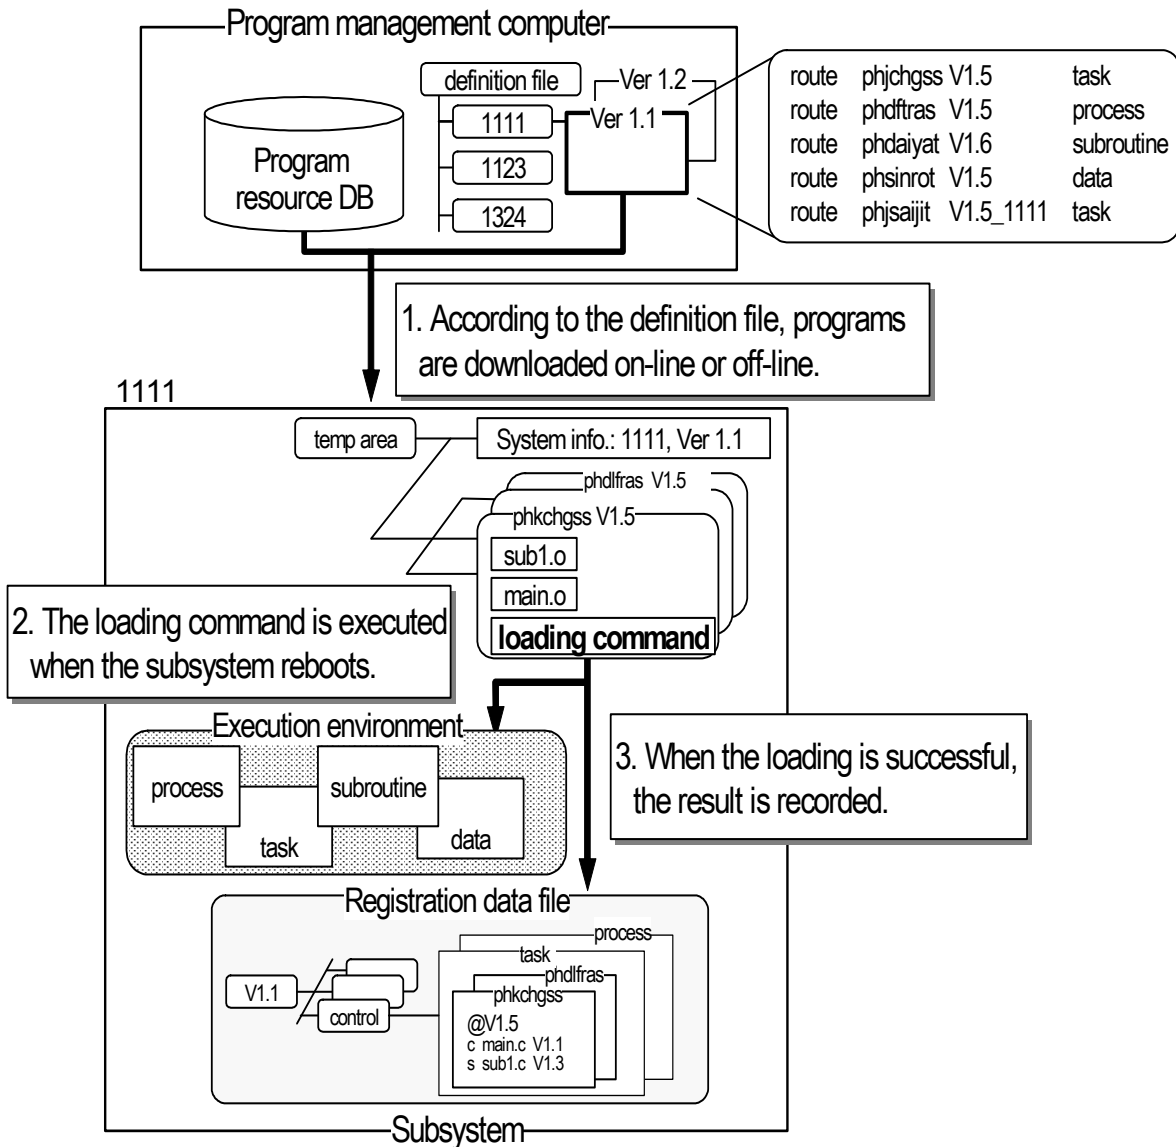 Program management computer
definition file
1111
1123
1324
Ver 1.2
Ver 1.1
Program
resource DB
route phjchgss V1.5 task
route phdftras V1.5 process
route phdaiyat V1.6 subroutine
route phsinrot V1.5 data
route phjsaijit V1.5_1111 task
1. According to the definition file, programs
are downloaded on-line or off-line.
1111
temp area
System info.: 1111, Ver 1.1
phdlfras V1.5
phkchgss V1.5
sub1.o
main.o
loading command
2. The loading command is executed
when the subsystem reboots.
Execution environment
process
subroutine
task
data
3. When the loading is successful,
the result is recorded.
Registration data file
process
task
phdlfras
phkchgss
V1.1
control
@V1.5
c main.c V1.1
s sub1.c V1.3
Subsystem